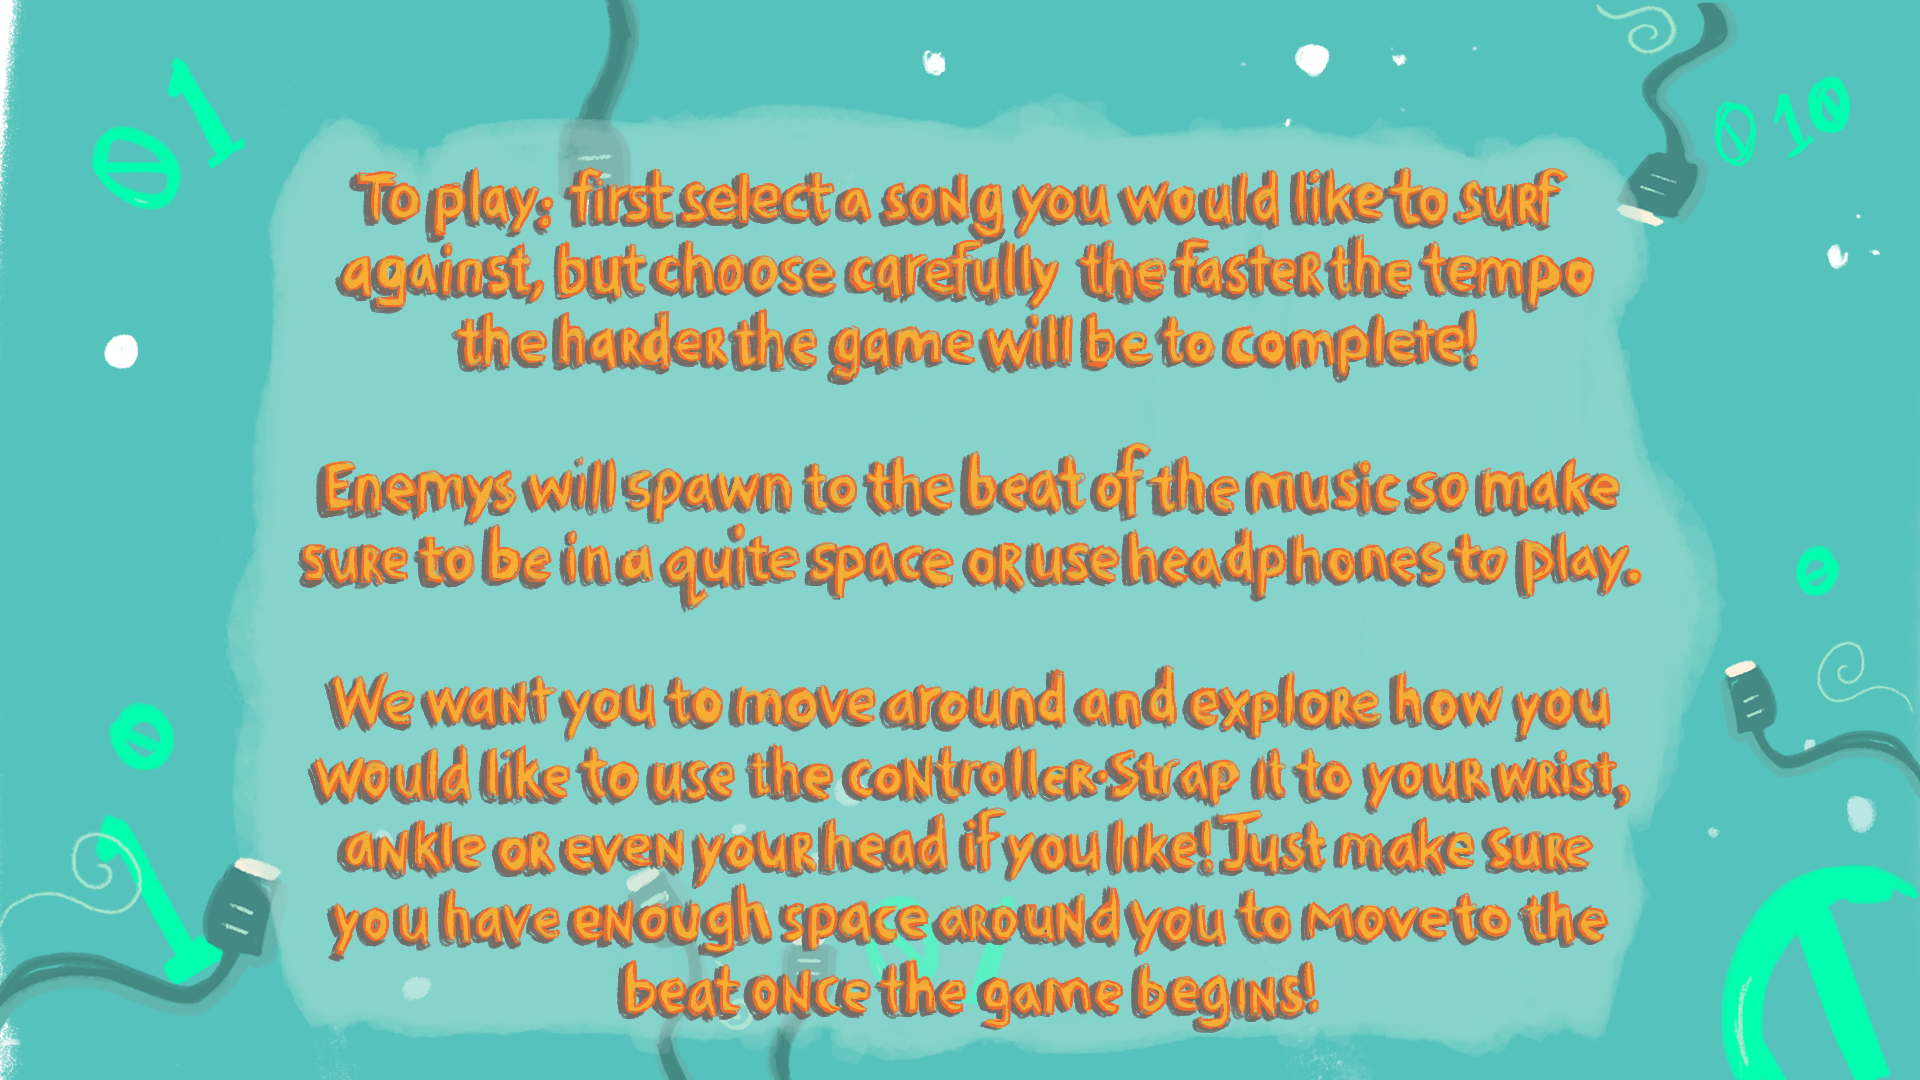 01
010
To play: first select a song you would like to surf
against, but choose carefully the faster the tempo
the harder the game will be to complete!
Enemys will spawn to the beat of the music so make
sure to be in a quite space or use headphones to play.
We want you to move around and explore how you
would like to use the controller. Strap it to your wrist,
ankle or even your head if you like! Just make sure
you have enough space around you to move to the
beat once the game begins!
0
0
1
01
0